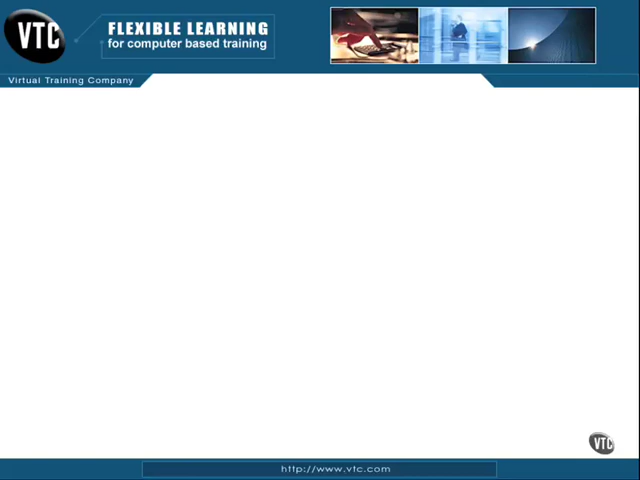 VTC
FLEXIBLE LEARNING
for computer based training
Virtual Training Company
VTC
http://www.vtc.com